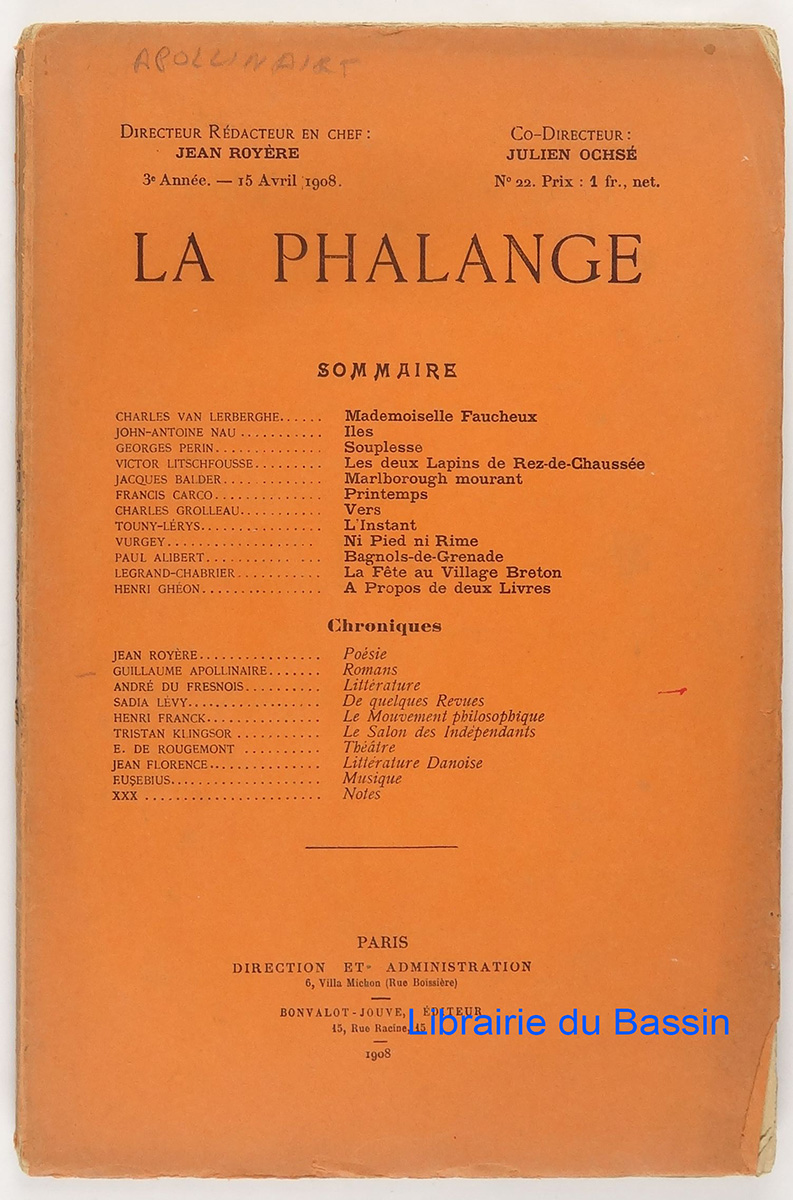 APOLLINAIRE
DIRECTEUR RÉDACTEUR EN CHEF :
JEAN ROYÈRE
3e Année. — 15 Avril 1908.
CO-DIRECTEUR :
JULIEN OCHSÉ
No 22. Prix : 1 fr., net.
LA PHALANGE
SOMMAIRE
CHARLES VAN LERBERGHE...... Mademoiselle Faucheux
JOHN-ANTOINE NAU ........... Iles
GEORGES PERIN.............. Souplesse
VICTOR LITSCHFOUSSE......... Les deux Lapins de Rez-de-Chaussée
JACQUES BALDER............. Marlborough mourant
FRANCIS CARCO.............. Printemps
CHARLES GROLLEAU........... Vers
TOUNY-LÉRYS................ L'Instant
VURGEY.................... Ni Pied ni Rime
PAUL ALIBERT............... Bagnols-de-Grenade
LEGRAND-CHABRIER........... La Fête au Village Breton
HENRI GHÉON................ A Propos de deux Livres
Chroniques
JEAN ROYÈRE................ Poésie
GUILLAUME APOLLINAIRE....... Romans
ANDRÉ DU FRESNOIS.......... Littérature
SADIA LÉVY.................. De quelques Revues
HENRI FRANCK............... Le Mouvement philosophique
TRISTAN KLINGSOR ........... Le Salon des Indépendants
E. DE ROUGEMONT .......... Théâtre
JEAN FLORENCE.............. Littérature Danoise
EUSEBIUS.................... Musique
XXX ....................... Notes
PARIS
DIRECTION ET ADMINISTRATION
6, Villa Michon (Rue Boissière)
BONVALOT-JOUVE, ÉDITEUR
15, Rue Racine, 15
Librairie du Bassin
1908